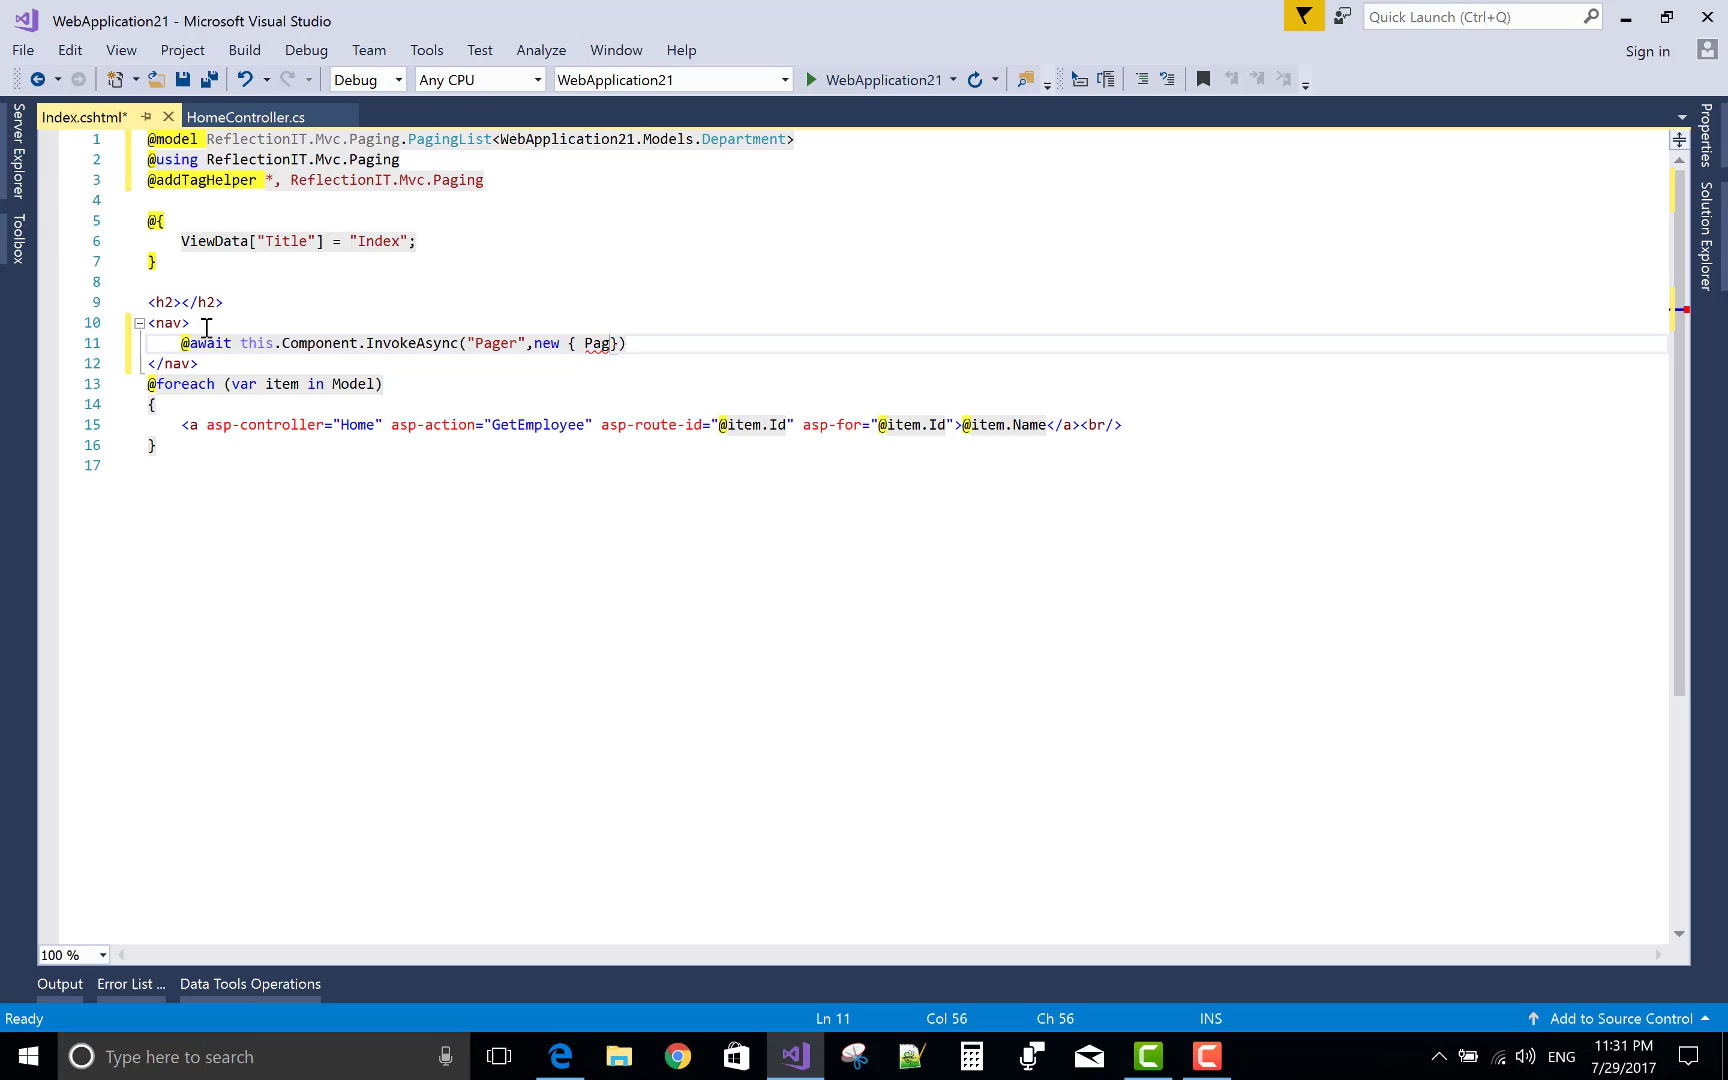 WebApplication21 - Microsoft Visual Studio
Quick Launch (Ctrl+Q)
File Edit View Project Build Debug Team Tools Test Analyze Window Help
Sign in
Debug Any CPU WebApplication21 WebApplication21
Server Explorer
Toolbox
Properties
Solution Explorer
Index.cshtml* HomeController.cs
1 @model ReflectionIT.Mvc.Paging.PagingList<WebApplication21.Models.Department>
2 @using ReflectionIT.Mvc.Paging
3 @addTagHelper *, ReflectionIT.Mvc.Paging
4
5 @{
6 ViewData["Title"] = "Index";
7 }
8
9 <h2></h2>
10 <nav>
11 @await this.Component.InvokeAsync("Pager",new { Pag})
12 </nav>
13 @foreach (var item in Model)
14 {
15 <a asp-controller="Home" asp-action="GetEmployee" asp-route-id="@item.Id" asp-for="@item.Id">@item.Name</a><br/>
16 }
17
100 %
Output Error List ... Data Tools Operations
Ready Ln 11 Col 56 Ch 56 INS Add to Source Control
Type here to search
ENG
11:31 PM
7/29/2017